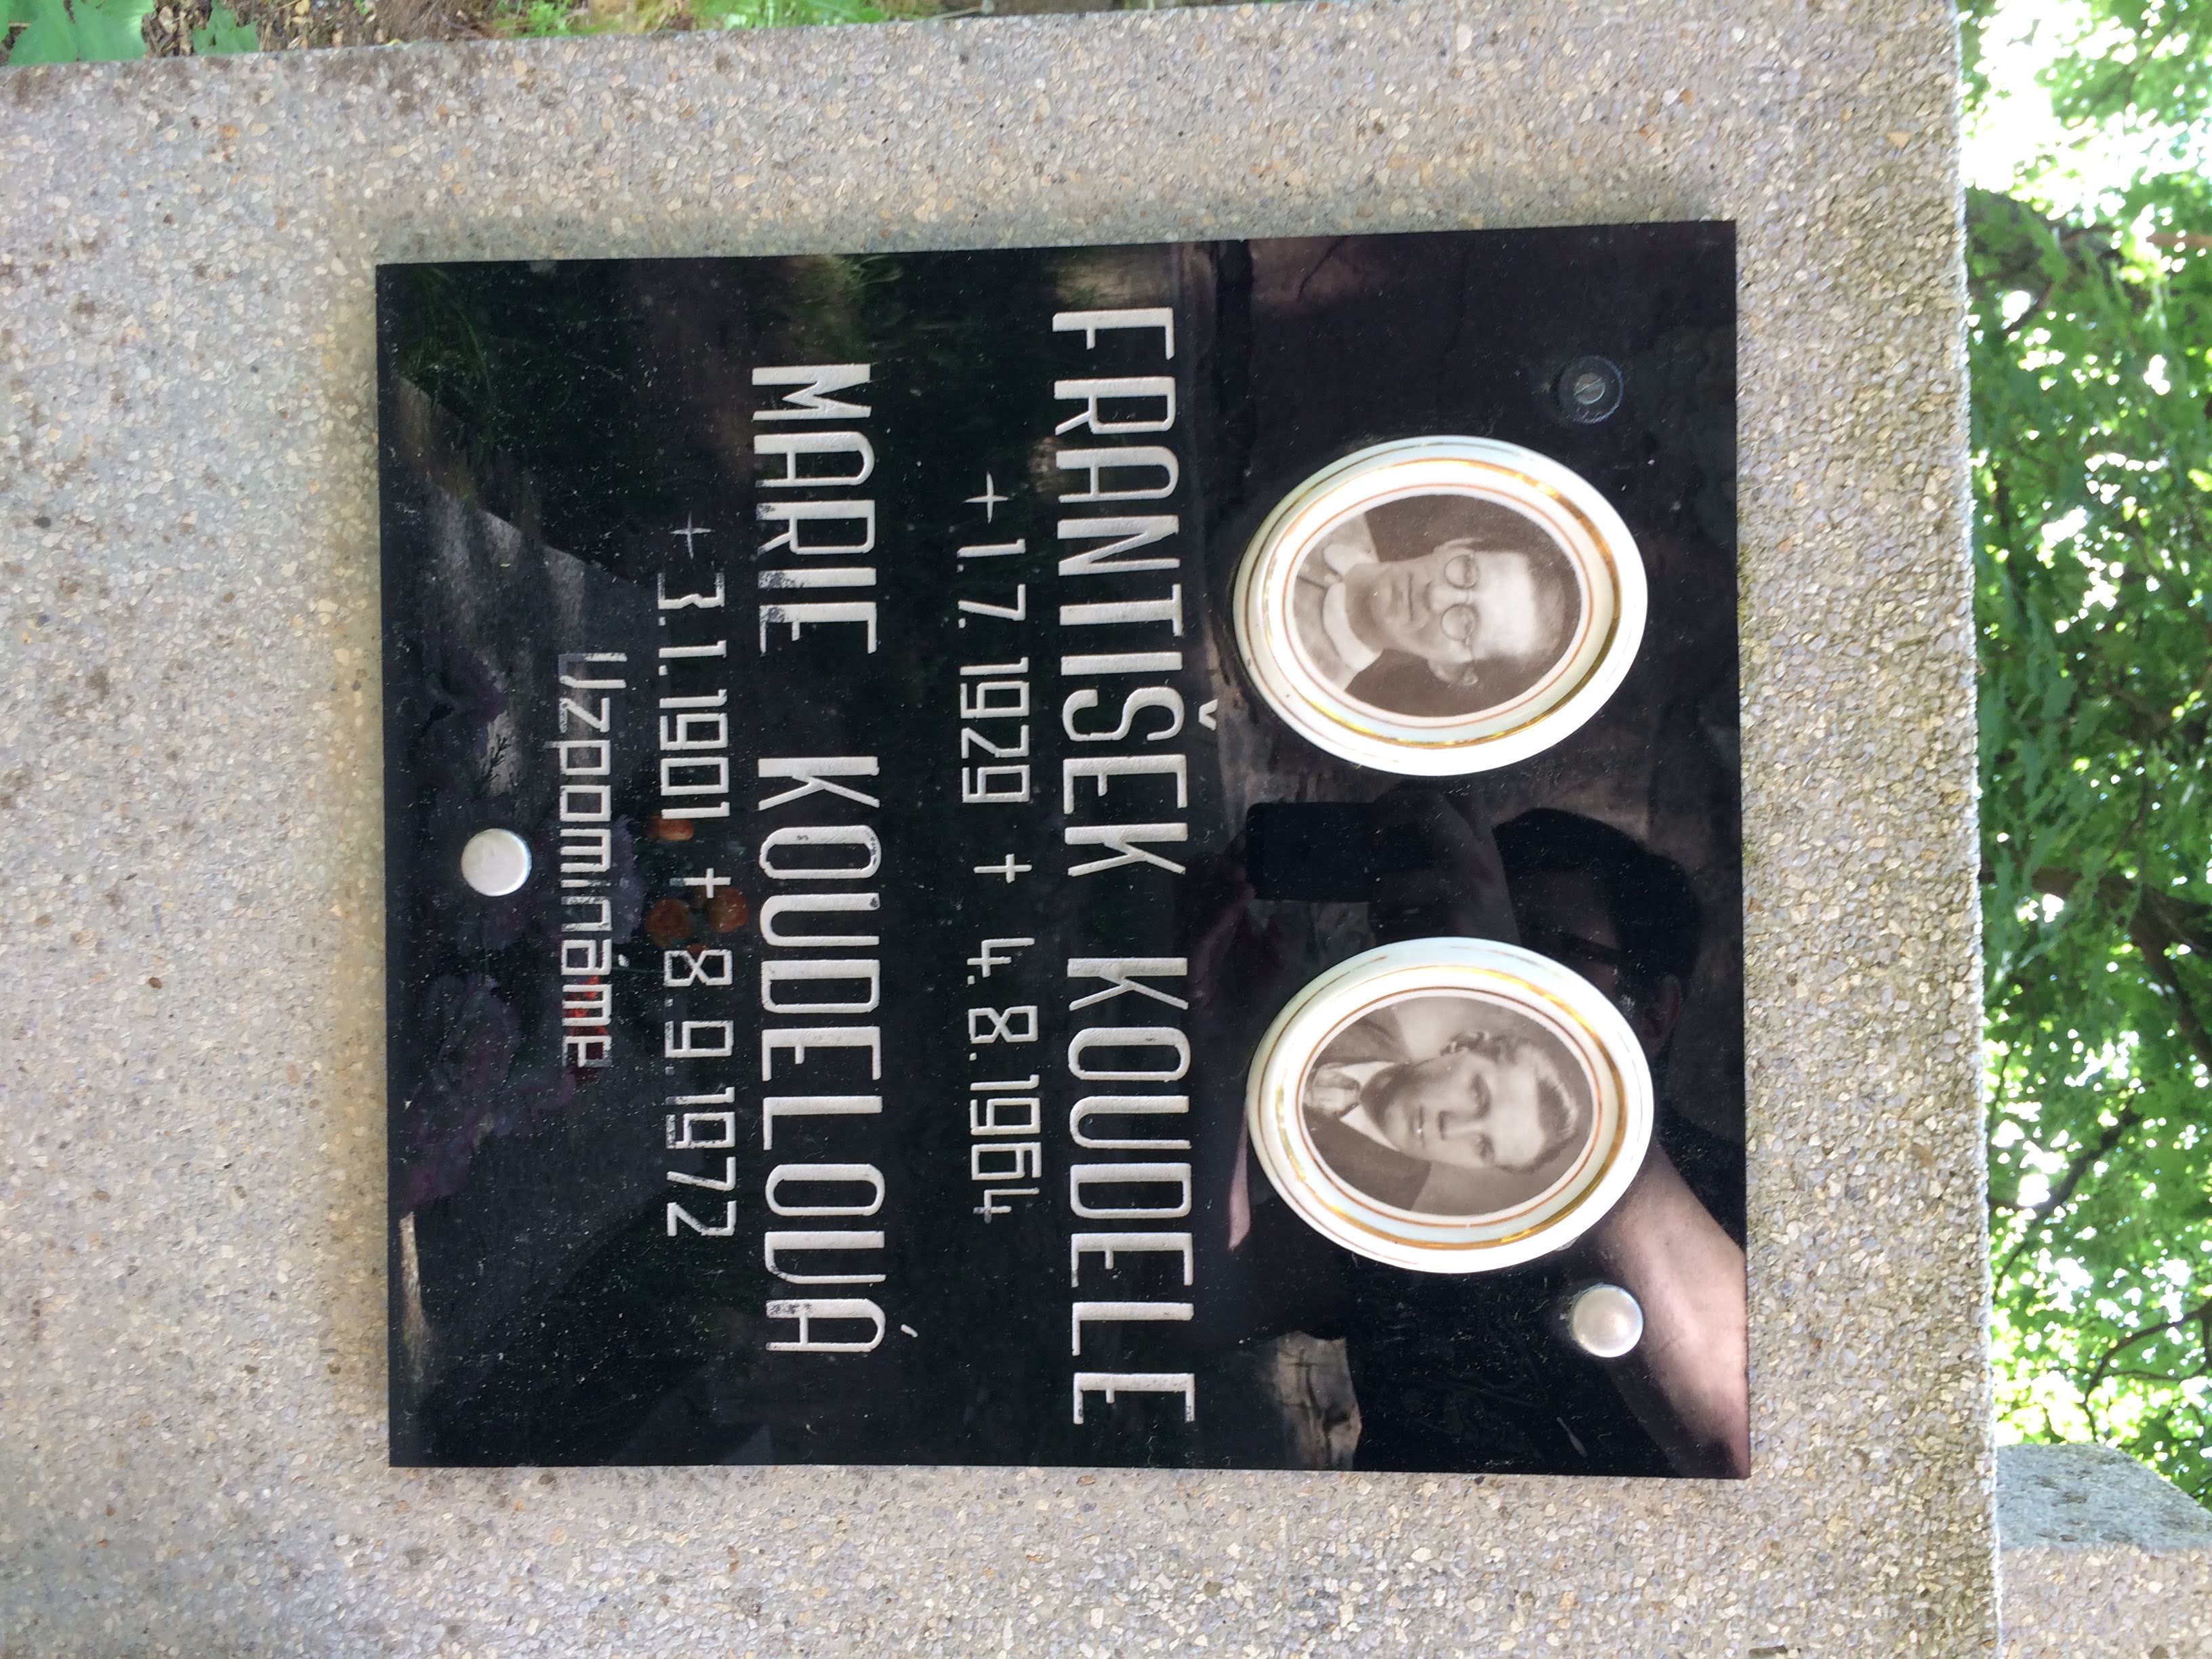 FRANTIŠEK KOUDELE
+ 1.7.1929 + 4.8.1964
MARIE KOUDELOVÁ
+ 3.1.1901 + 8.9.1972
Vzpomínáme